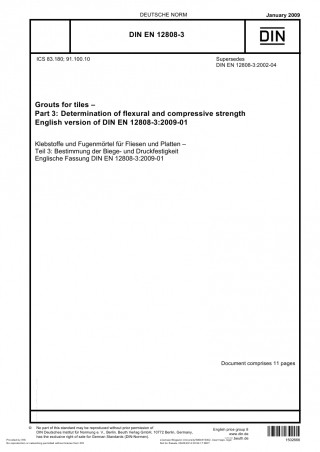 DEUTSCHE NORM
January 2009
DIN EN 12808-3
DIN
ICS 83.180; 91.100.10
Supersedes
DIN EN 12808-3:2002-04
Grouts for tiles –
Part 3: Determination of flexural and compressive strength
English version of DIN EN 12808-3:2009-01
Klebstoffe und Fugenmörtel für Fliesen und Platten –
Teil 3: Bestimmung der Biege- und Druckfestigkeit
Englische Fassung DIN EN 12808-3:2009-01
Document comprises 11 pages
© No part of this standard may be reproduced without prior permission of
DIN Deutsches Institut für Normung e. V., Berlin. Beuth Verlag GmbH, 10772 Berlin, Germany,
has the exclusive right of sale for German Standards (DIN-Normen).
English price group 8
www.din.de
www.beuth.de